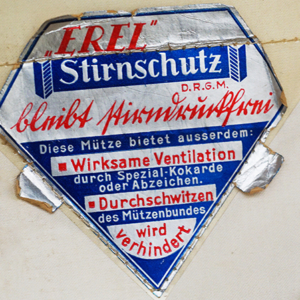 „EREL"
Stirnschutz
D.R.G.M.
bleibt stirndruckfrei
Diese Mütze bietet ausserdem:
Wirksame Ventilation
durch Spezial-Kokarde
oder Abzeichen.
Durchschwitzen
des Mützenbundes
wird
verhindert